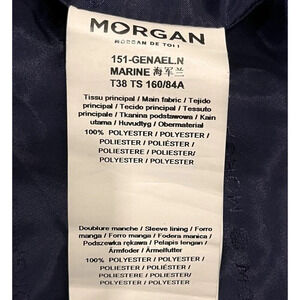 MORGAN
MORGAN DE TOI
151-GENAEL.N
MARINE 海军兰
T38 TS 160/84A
Tissu principal / Main fabric / Tejido
principal / Tecido principal / Tessuto
principale / Tkanina podstawowa / Kain
utama / Huvudtyg / Obermaterial
100% POLYESTER / POLYESTER /
POLIESTER / POLIÉSTER /
POLIESTERE / POLIESTER /
POLYESTER / POLYESTER /
POLYESTER
Doublure manche / Sleeve lining / Forro
manga / Forro manga / Fodera manica /
Podszewka rękawa / Pelapis lengan /
Ärmfoder / Ärmelfutter
100% POLYESTER / POLYESTER /
POLIESTER / POLIÉSTER /
POLIESTERE / POLIESTER /
POLYESTER / POLYESTER /
POLYESTER